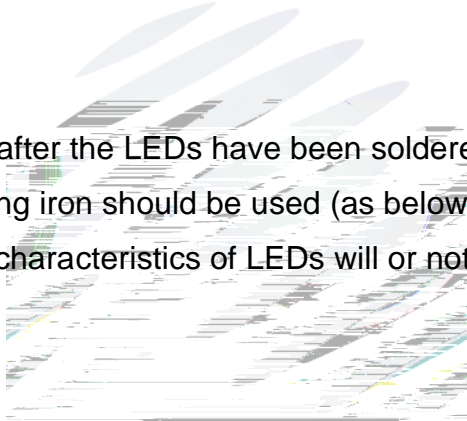 after the LEDs have been soldere
ng iron should be used (as below
characteristics of LEDs will or not